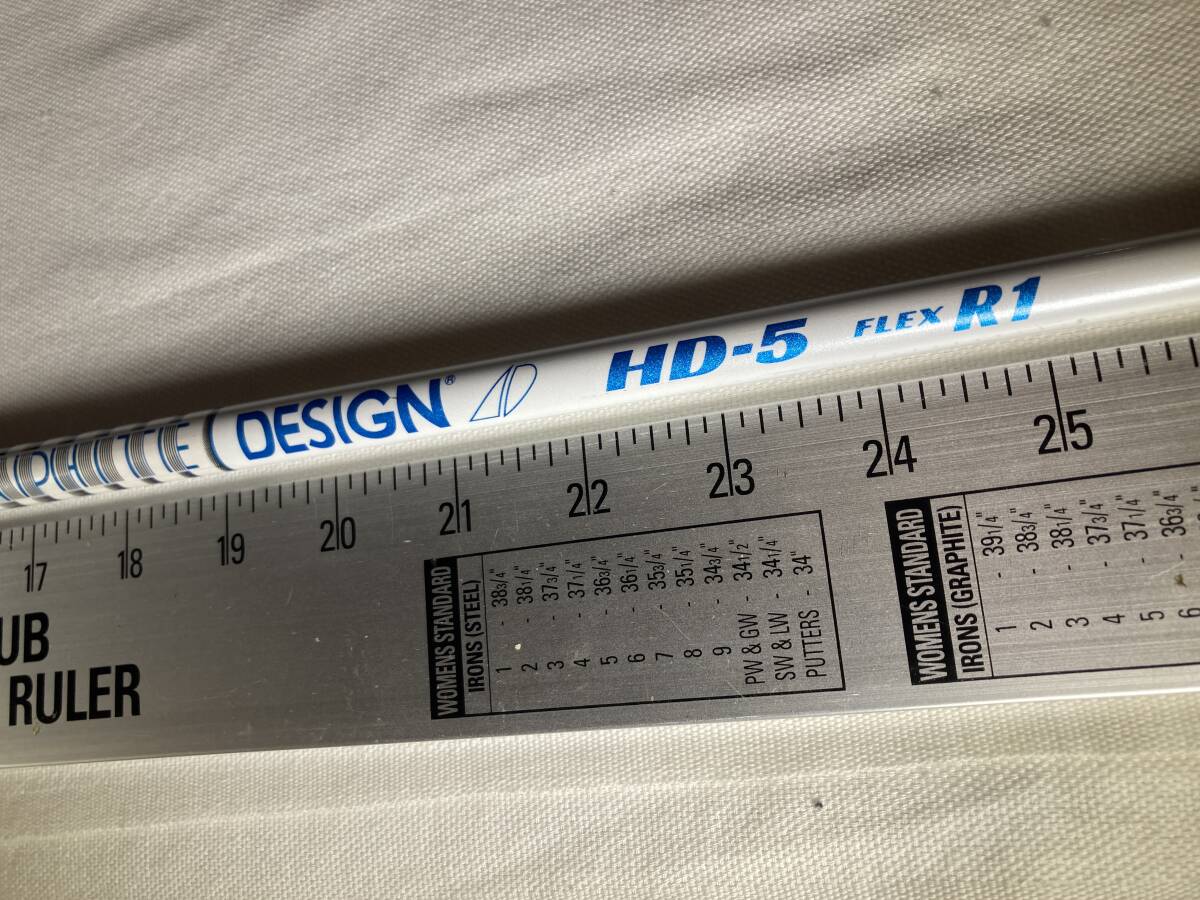 APHITE DESIGN® AD HD-5 FLEX R1
17 18 19 20 21 22 23 24 25
UB
RULER
WOMENS STANDARD
IRONS (STEEL)
1 - 38 3/4"
2 - 38 1/4"
3 - 37 3/4"
4 - 37 1/4"
5 - 36 3/4"
6 - 36 1/4"
7 - 35 3/4"
8 - 35 1/4"
9 - 34 3/4"
PW & GW - 34 1/2"
SW & LW - 34 1/4"
PUTTERS - 34"
WOMENS STANDARD
IRONS (GRAPHITE)
1 - 39 1/4"
2 - 38 3/4"
3 - 38 1/4"
4 - 37 3/4"
5 - 37 1/4"
6 - 36 3/4"